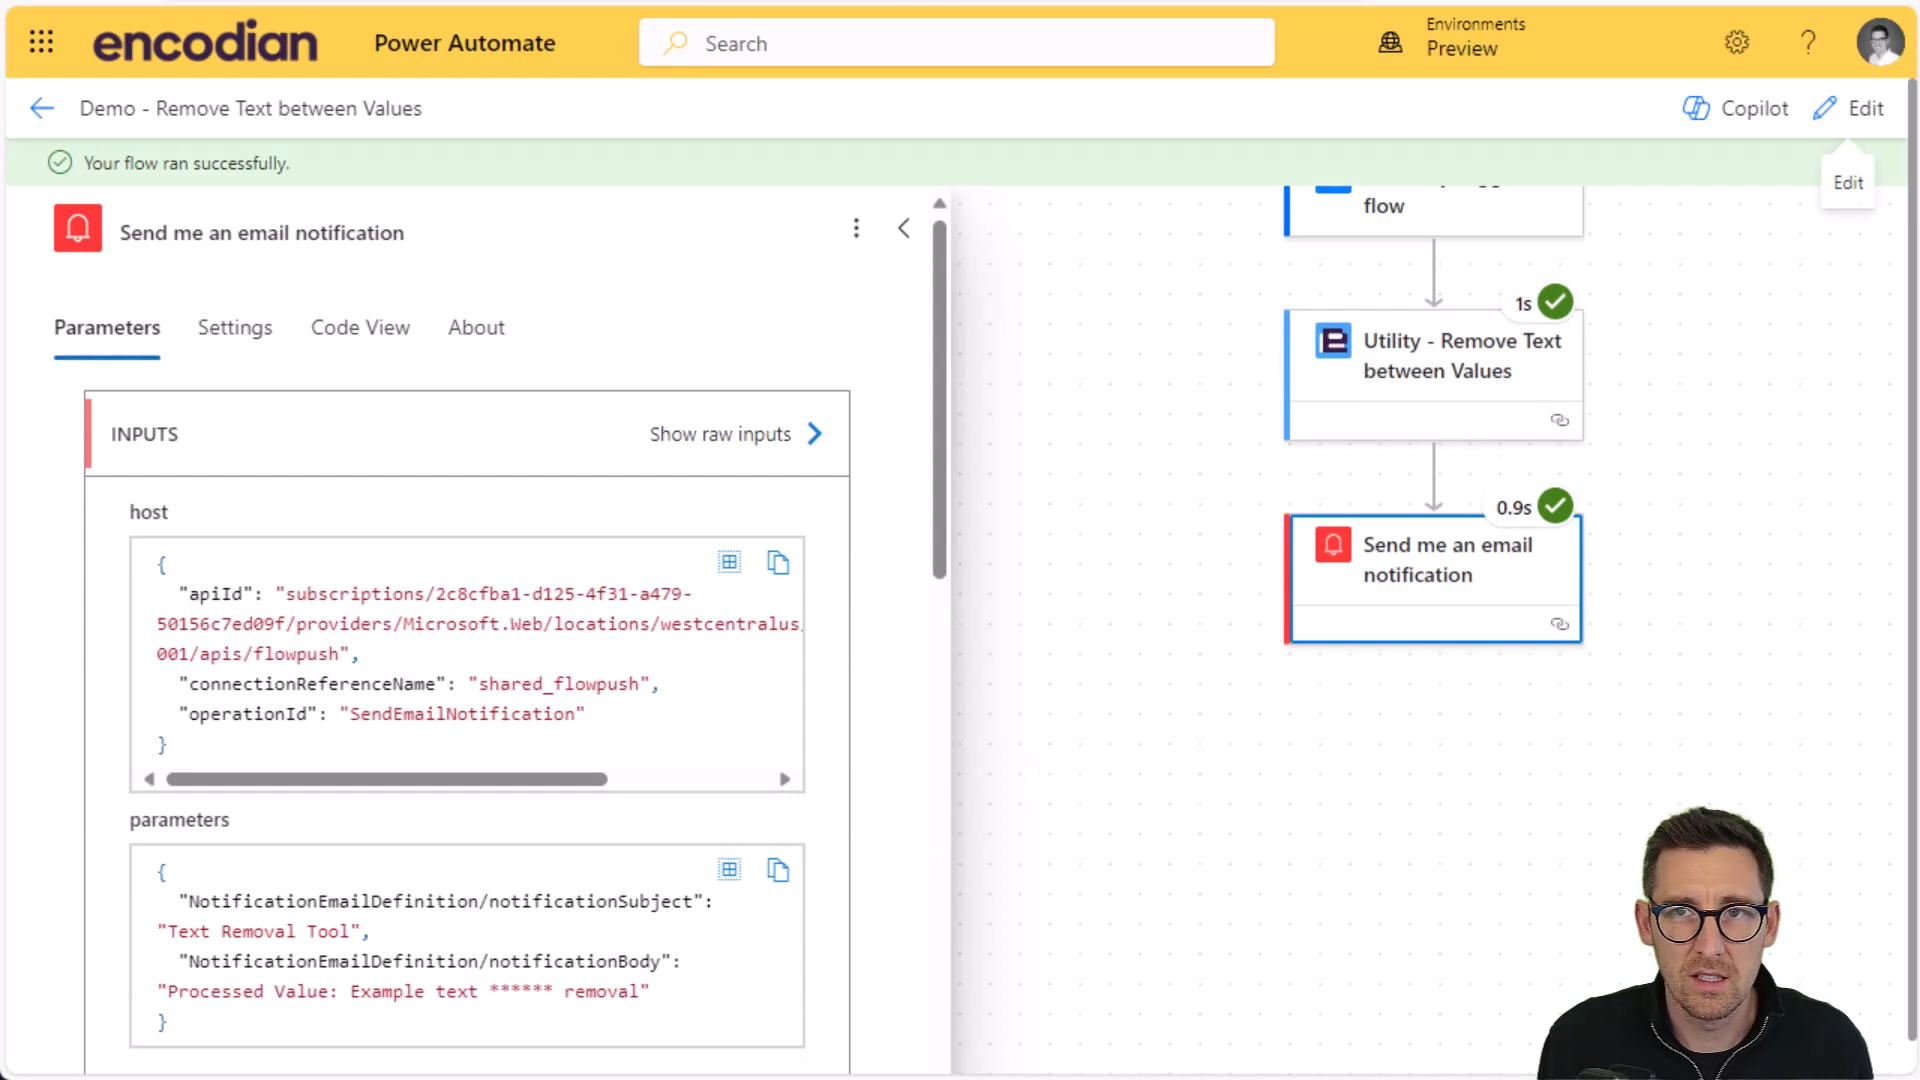 encodian
Power Automate
Search
Environments
Preview
Demo - Remove Text between Values
Copilot
Edit
Your flow ran successfully.
Edit
Send me an email notification
Parameters
Settings
Code View
About
INPUTS
Show raw inputs
host
{
"apiId": "subscriptions/2c8cfba1-d125-4f31-a479-
50156c7ed09f/providers/Microsoft.Web/locations/westcentralus
001/apis/flowpush",
"connectionReferenceName": "shared_flowpush",
"operationId": "SendEmailNotification"
}
parameters
{
"NotificationEmailDefinition/notificationSubject":
"Text Removal Tool",
"NotificationEmailDefinition/notificationBody":
"Processed Value: Example text ****** removal"
}
flow
1s
Utility - Remove Text
between Values
0.9s
Send me an email
notification